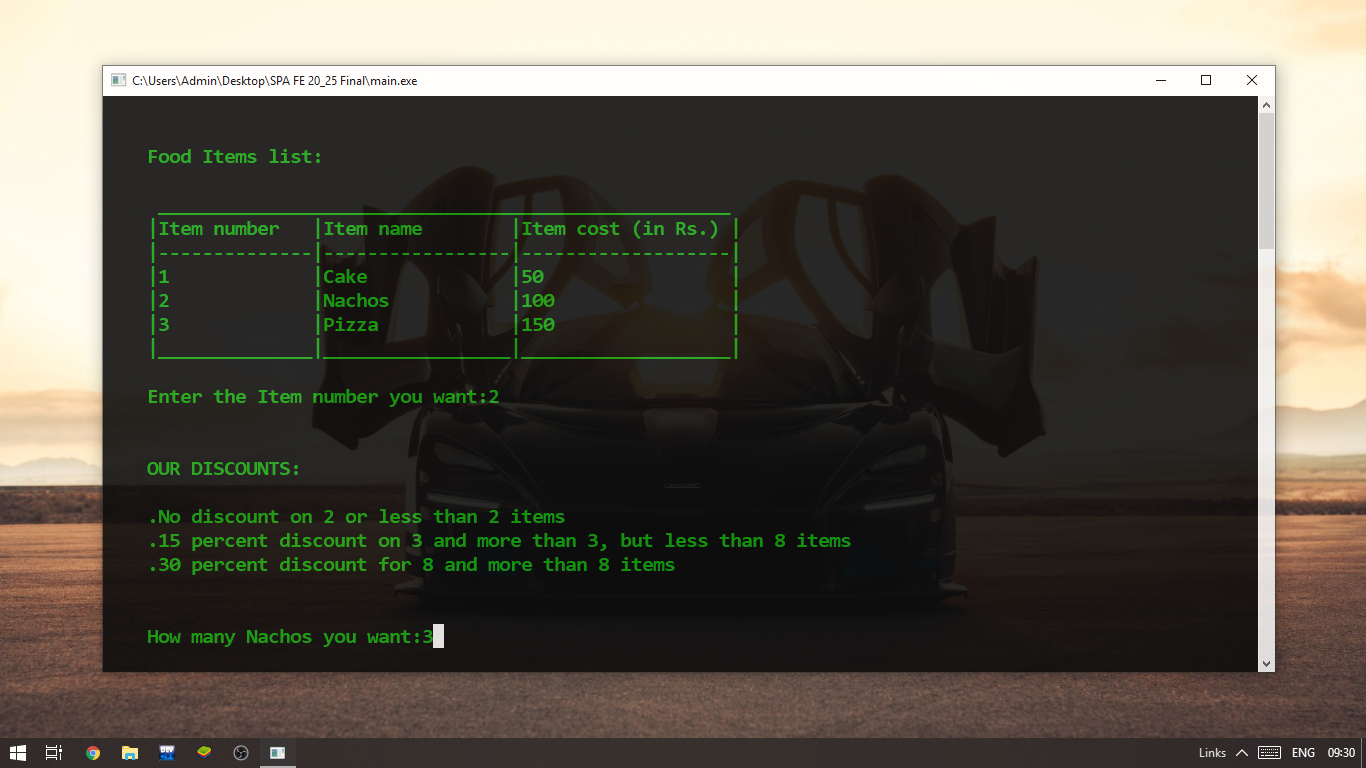 C:\Users\Admin\Desktop\SPA FE 20_25 Final\main.exe
Food Items list:
|Item number |Item name |Item cost (in Rs.) |
|--------------|-----------------|-------------------|
|1 |Cake |50 |
|2 |Nachos |100 |
|3 |Pizza |150 |
|______________|_________________|___________________|
Enter the Item number you want:2
OUR DISCOUNTS:
.No discount on 2 or less than 2 items
.15 percent discount on 3 and more than 3, but less than 8 items
.30 percent discount for 8 and more than 8 items
How many Nachos you want:3
DEV
Links ENG 09:30